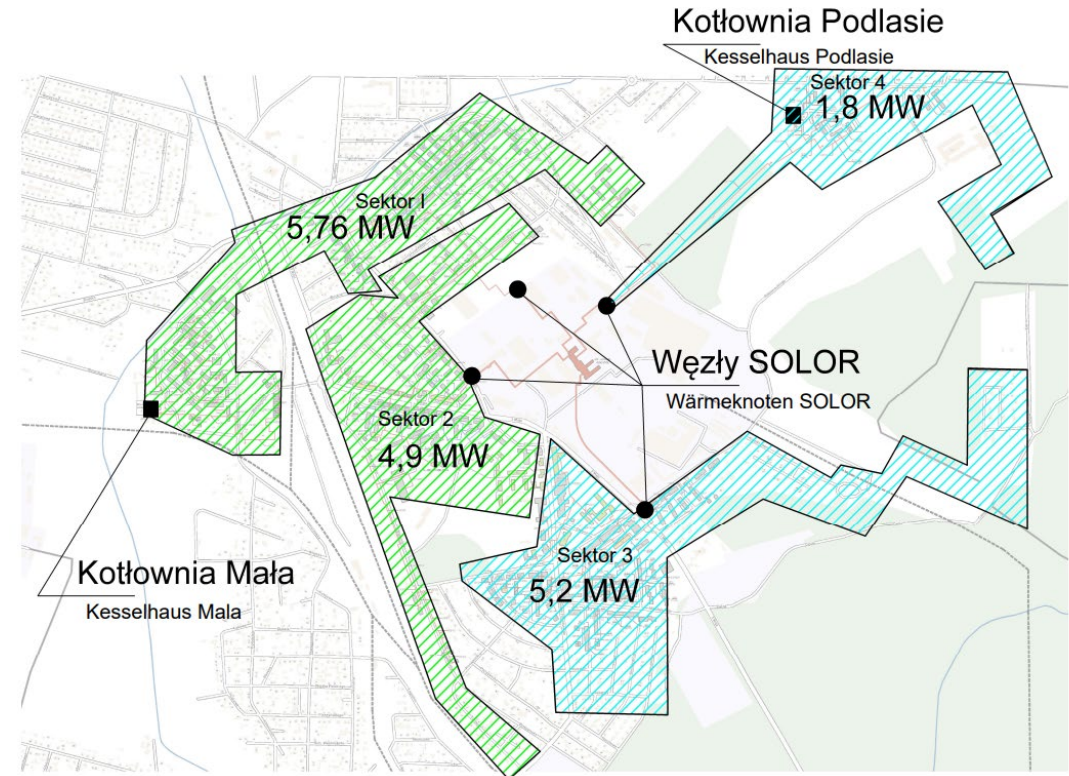 Kotłownia Podlasie
Kesselhaus Podlasie
Sektor 4
1,8 MW
Sektor I
5,76 MW
Węzły SOLOR
Wärmeknoten SOLOR
Sektor 2
4,9 MW
Sektor 3
5,2 MW
Kotłownia Mała
Kesselhaus Mala